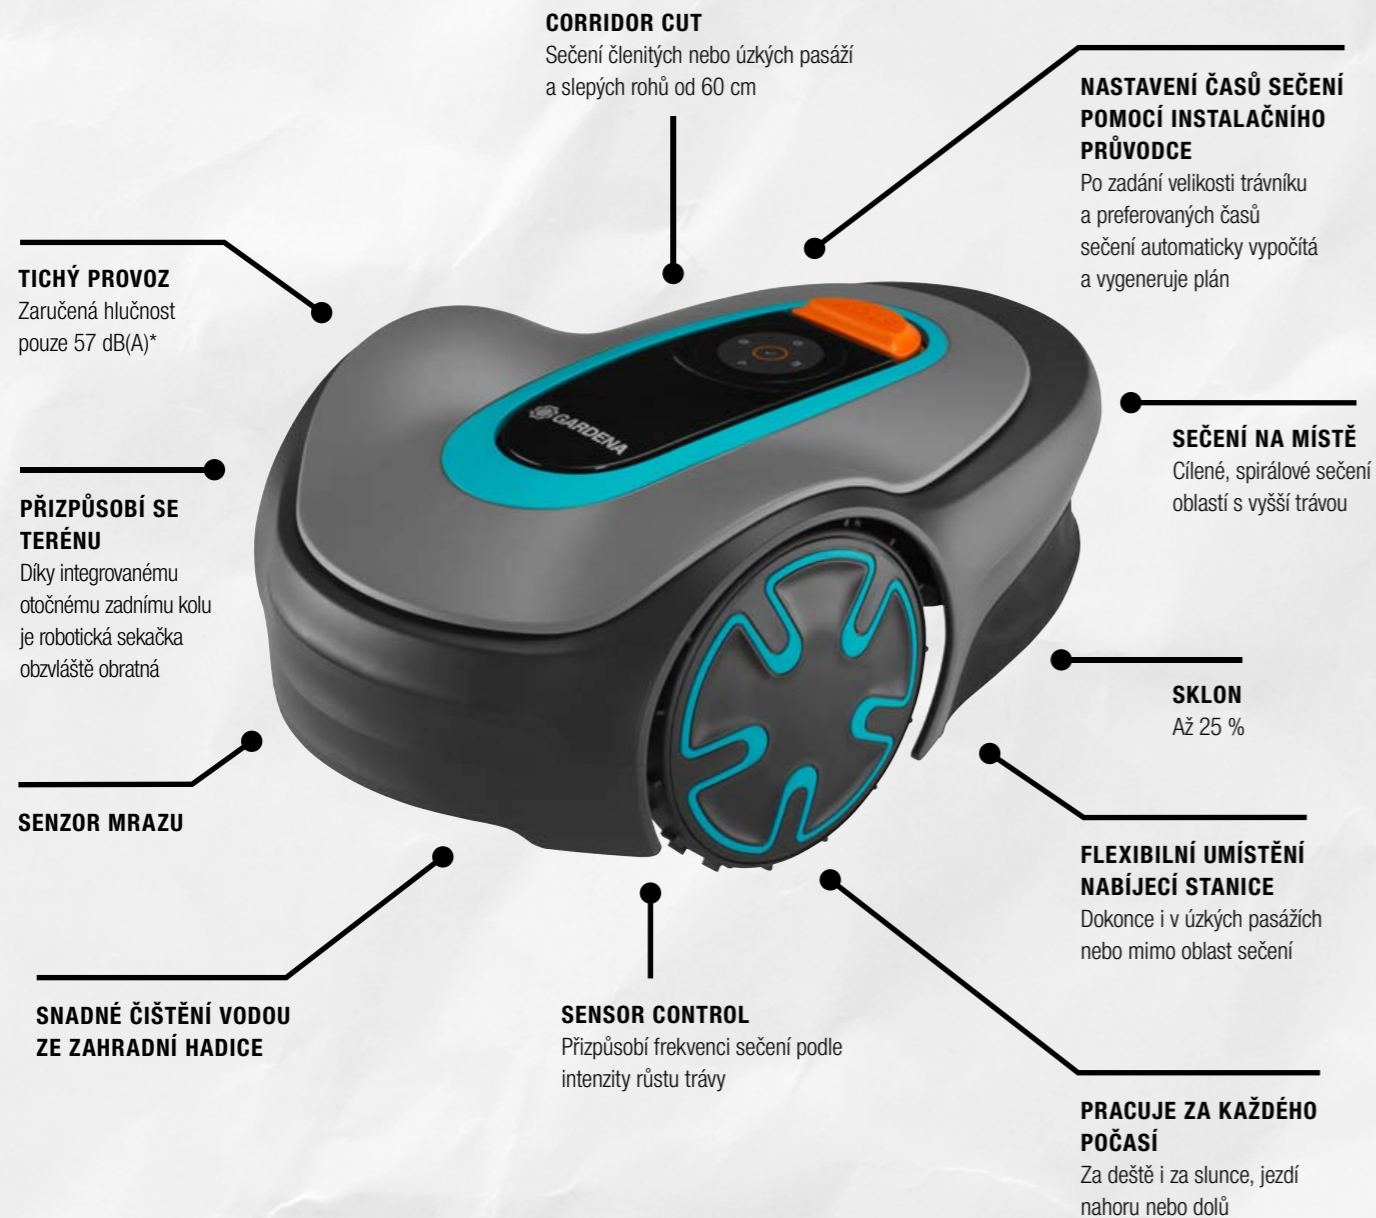 CORRIDOR CUT
Sečení členitých nebo úzkých pasáží
a slepých rohů od 60 cm
NASTAVENÍ ČASŮ SEČENÍ
POMOCÍ INSTALAČNÍHO
PRŮVODCE
Po zadání velikosti trávníku
a preferovaných časů
sečení automaticky vypočítá
a vygeneruje plán
TICHÝ PROVOZ
Zaručená hlučnost
pouze 57 dB(A)*
SEČENÍ NA MÍSTĚ
Cílené, spirálové sečení
oblastí s vyšší trávou
GARDENA
PŘIZPŮSOBÍ SE
TERÉNU
Díky integrovanému
otočnému zadnímu kolu
je robotická sekačka
obzvláště obratná
SKLON
Až 25 %
SENZOR MRAZU
FLEXIBILNÍ UMÍSTĚNÍ
NABÍJECÍ STANICE
Dokonce i v úzkých pasážích
nebo mimo oblast sečení
SNADNÉ ČIŠTĚNÍ VODOU
ZE ZAHRADNÍ HADICE
SENSOR CONTROL
Přizpůsobí frekvenci sečení podle
intenzity růstu trávy
PRACUJE ZA KAŽDÉHO
POČASÍ
Za deště i za slunce, jezdí
nahoru nebo dolů